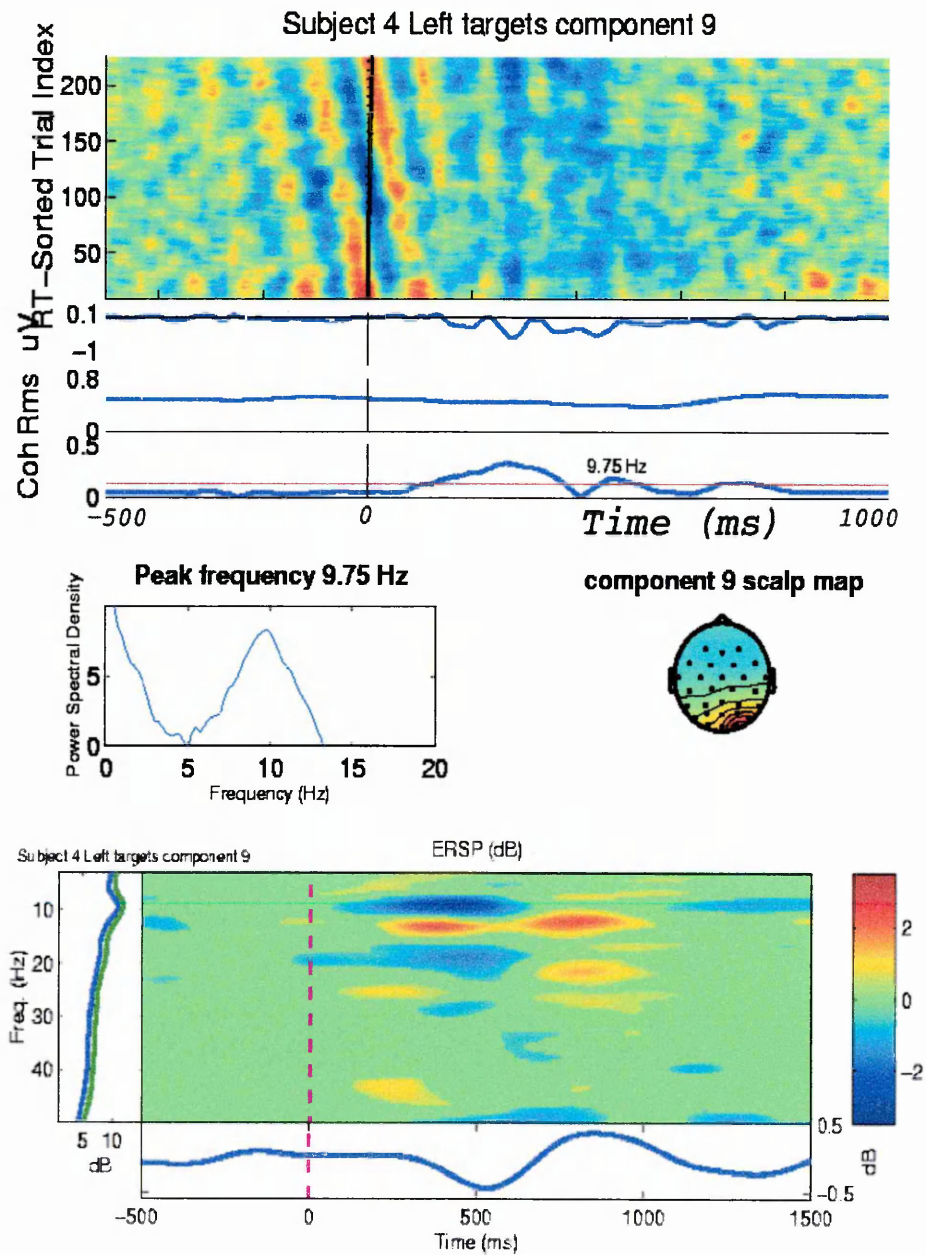 Subject 4 Left targets component 9
RT-Sorted Trial Index
200
150
100
50
uV
0.1
-1
Rms
0.8
0
Coh
0.5
0
9.75 Hz
-500 0 Time (ms) 1000
Peak frequency 9.75 Hz
Power Spectral Density
5
0
0 5 10 15 20
Frequency (Hz)
component 9 scalp map
Subject 4 Left targets component 9
ERSP (dB)
Freq. (Hz)
10
20
30
40
5 10
dB
2
0
-2
dB
0.5
-0.5
-500 0 500 1000 1500
Time (ms)